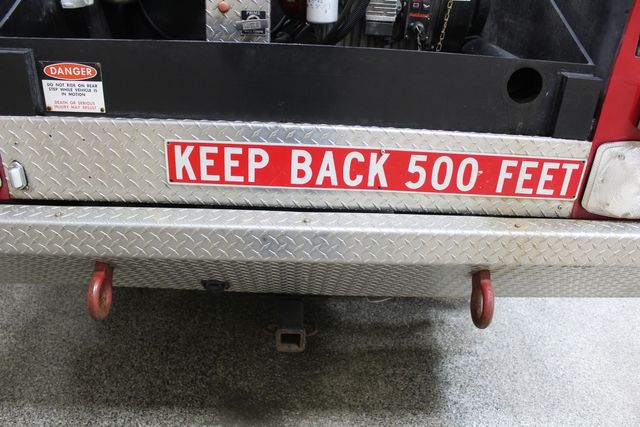 DANGER
DO NOT RIDE ON REAR
STEP WHILE VEHICLE IS
IN MOTION
DEATH OR SERIOUS
INJURY MAY RESULT
KEEP BACK 500 FEET